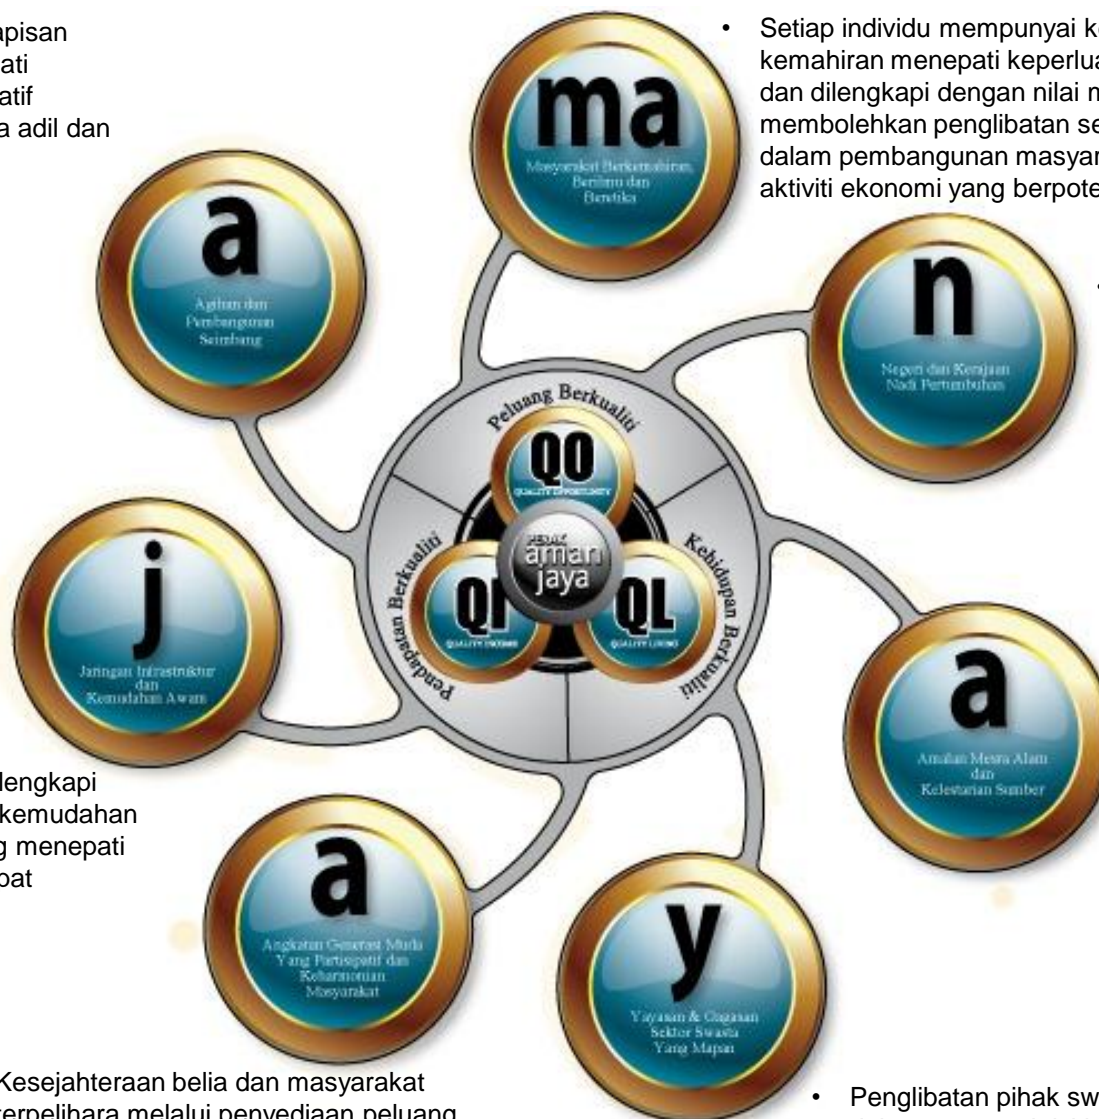 apisan
ati
atif
a adil dan
• Setiap individu mempunyai ke
kemahiran menepati keperlua
dan dilengkapi dengan nilai m
membolehkan penglibatan se
dalam pembangunan masyar
aktiviti ekonomi yang berpote
ma
Masyarakat Berkemahiran,
Berilmu dan
Beretika
a
Agihan dan
Pembangunan
Seimbang
n
Negeri dan Kerajaan
Nadi Pertumbuhan
•
Peluang Berkualiti
QO
QUALITY OPPORTUNITY
PERAK
aman
jaya
Pendapatan Berkualiti
QI
QUALITY INCOME
Kehidupan Berkualiti
QL
QUALITY LIVING
j
Jaringan Infrastruktur
dan
Kemudahan Awam
a
Amalan Mesra Alam
dan
Kelestarian Sumber
lengkapi
kemudahan
g menepati
pat
a
Angkatan Generasi Muda
Yang Partisipatif dan
Keharmonian
Masyarakat
y
Yayasan & Gagasan
Sektor Swasta
Yang Mapan
Kesejahteraan belia dan masyarakat
terpelihara melalui penyediaan peluang
• Penglibatan pihak sw